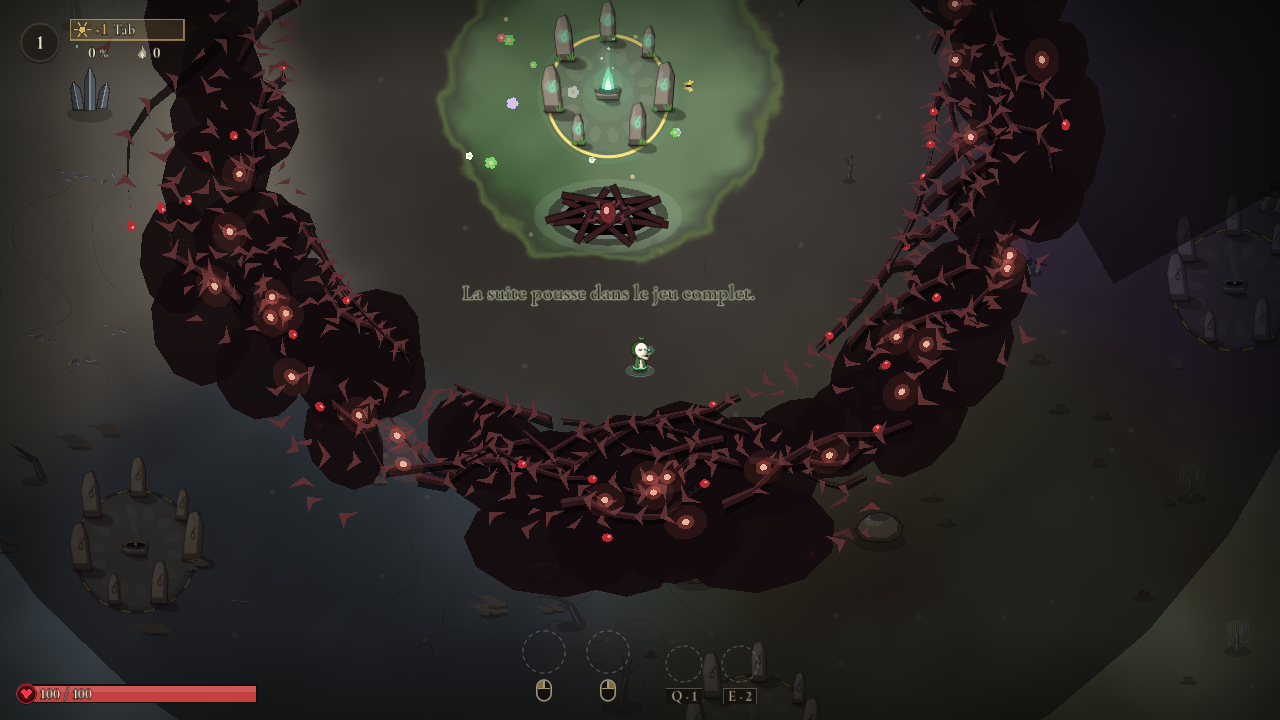 1
-1 Tab
0 %
0
La suite pousse dans le jeu complet.
100 / 100
Q · 1
E · 2